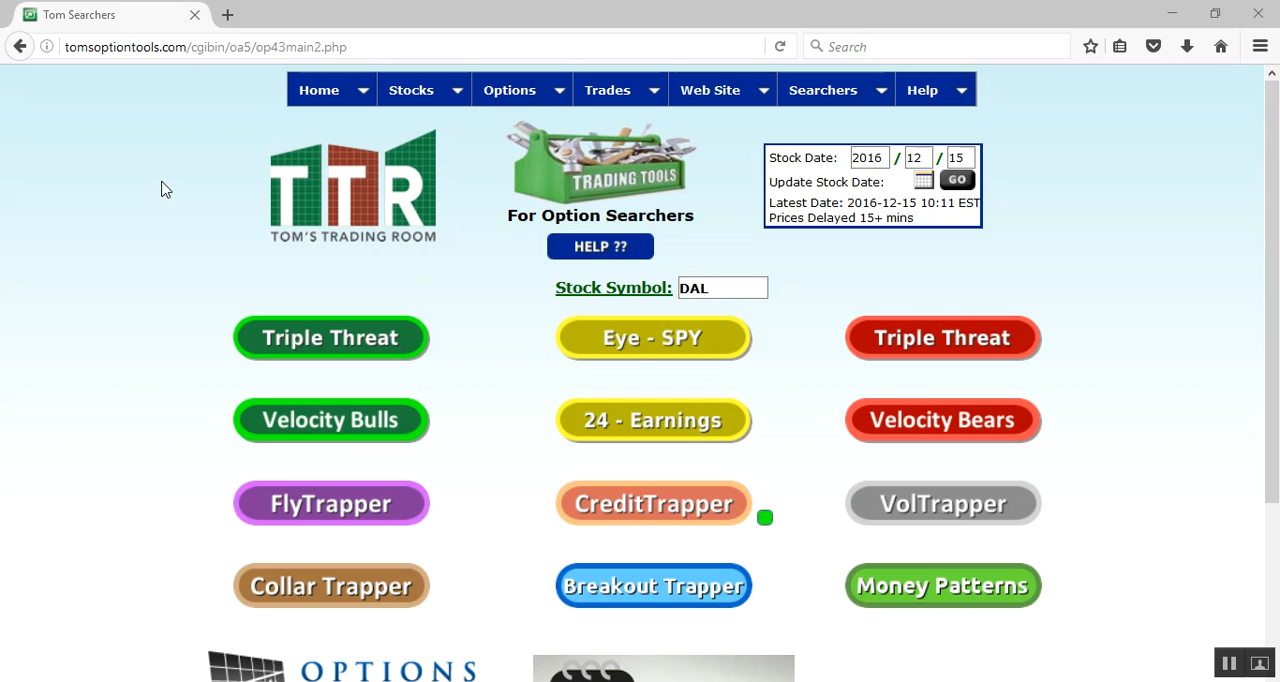 Tom Searchers
tomsoptiontools.com/cgibin/oa5/op43main2.php
Search
Home Stocks Options Trades Web Site Searchers Help
TTR
TOM'S TRADING ROOM
TRADING TOOLS
For Option Searchers
HELP ??
Stock Date: 2016 / 12 / 15
Update Stock Date: GO
Latest Date: 2016-12-15 10:11 EST
Prices Delayed 15+ mins
Stock Symbol: DAL
Triple Threat Eye - SPY Triple Threat
Velocity Bulls 24 - Earnings Velocity Bears
FlyTrapper CreditTrapper VolTrapper
Collar Trapper Breakout Trapper Money Patterns
OPTIONS